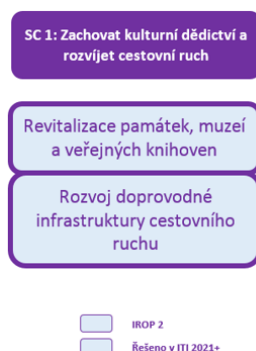 SC 1: Zachovat kulturní dědictví a
rozvíjet cestovní ruch
Revitalizace památek, muzeí
a veřejných knihoven
Rozvoj doprovodné
infrastruktury cestovního
ruchu
IROP 2
Řešeno v ITI 2021+